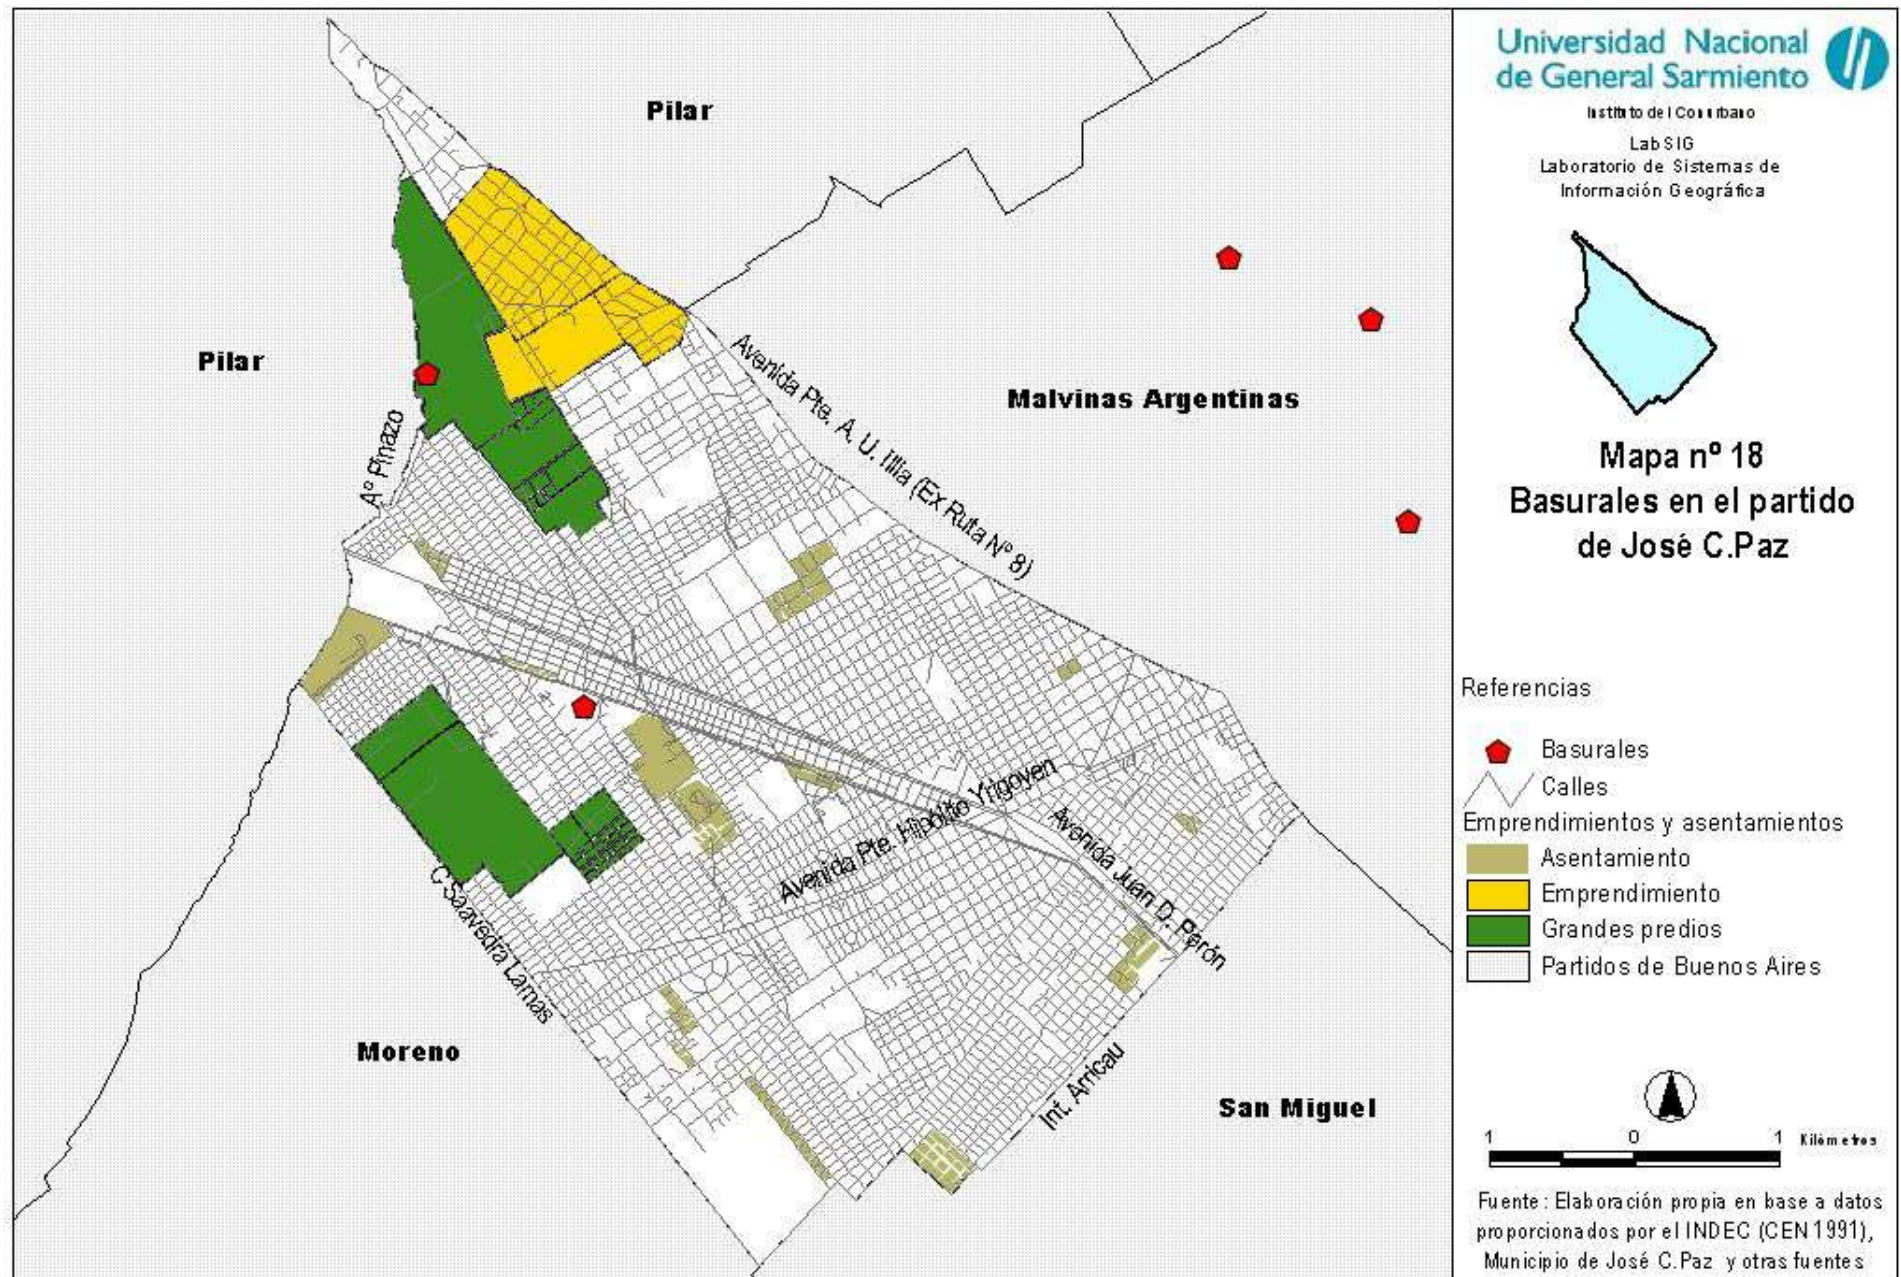 Universidad Nacional
de General Sarmiento
Instituto del Conurbano
LabSIG
Laboratorio de Sistemas de
Información Geográfica
Mapa nº 18
Basurales en el partido
de José C.Paz
Referencias
Basurales
Calles
Emprendimientos y asentamientos
Asentamiento
Emprendimiento
Grandes predios
Partidos de Buenos Aires
1 0 1 Kilómetros
Fuente: Elaboración propia en base a datos
proporcionados por el INDEC (CEN 1991),
Municipio de José C.Paz y otras fuentes
Pilar
Pilar
Malvinas Argentinas
Moreno
San Miguel
Avenida Pte. A. U. Illia (Ex Ruta Nº 8)
Aº Pinazo
Avenida Pte. Hipólito Yrigoyen
Avenida Juan D. Perón
C Saavedra Lamas
Int. Arricau